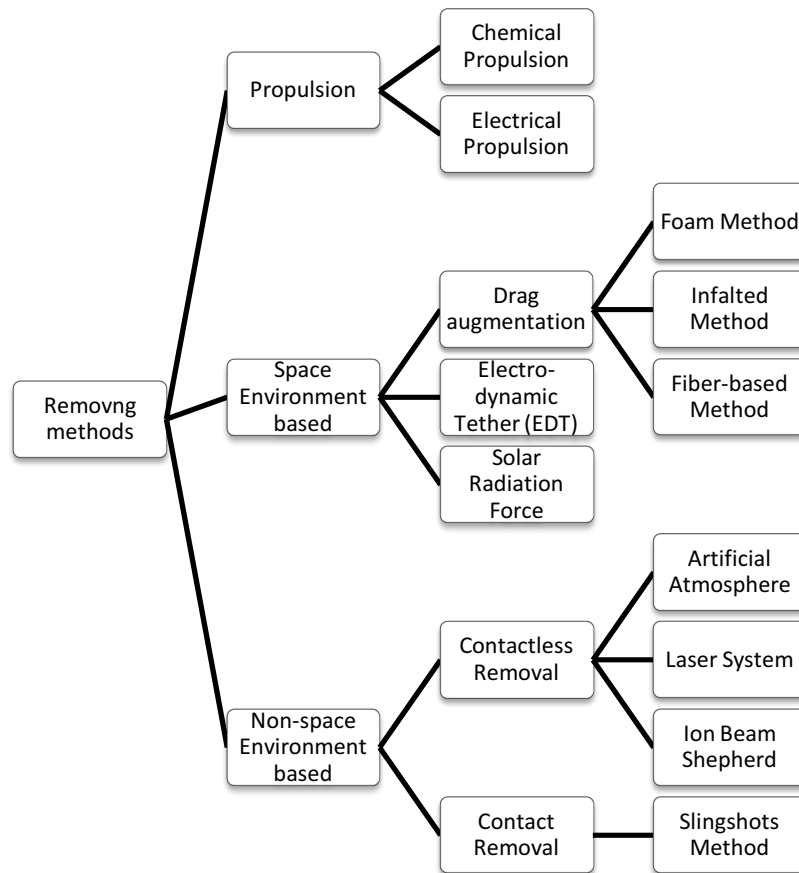 Chemical
Propulsion
Propulsion
Electrical
Propulsion
Foam Method
Drag
augmentation
Infalted
Method
Space
Environment
based
Electro-
dynamic
Tether (EDT)
Fiber-based
Method
Removng
methods
Solar
Radiation
Force
Artificial
Atmosphere
Contactless
Removal
Laser System
Non-space
Environment
based
Ion Beam
Shepherd
Contact
Removal
Slingshots
Method